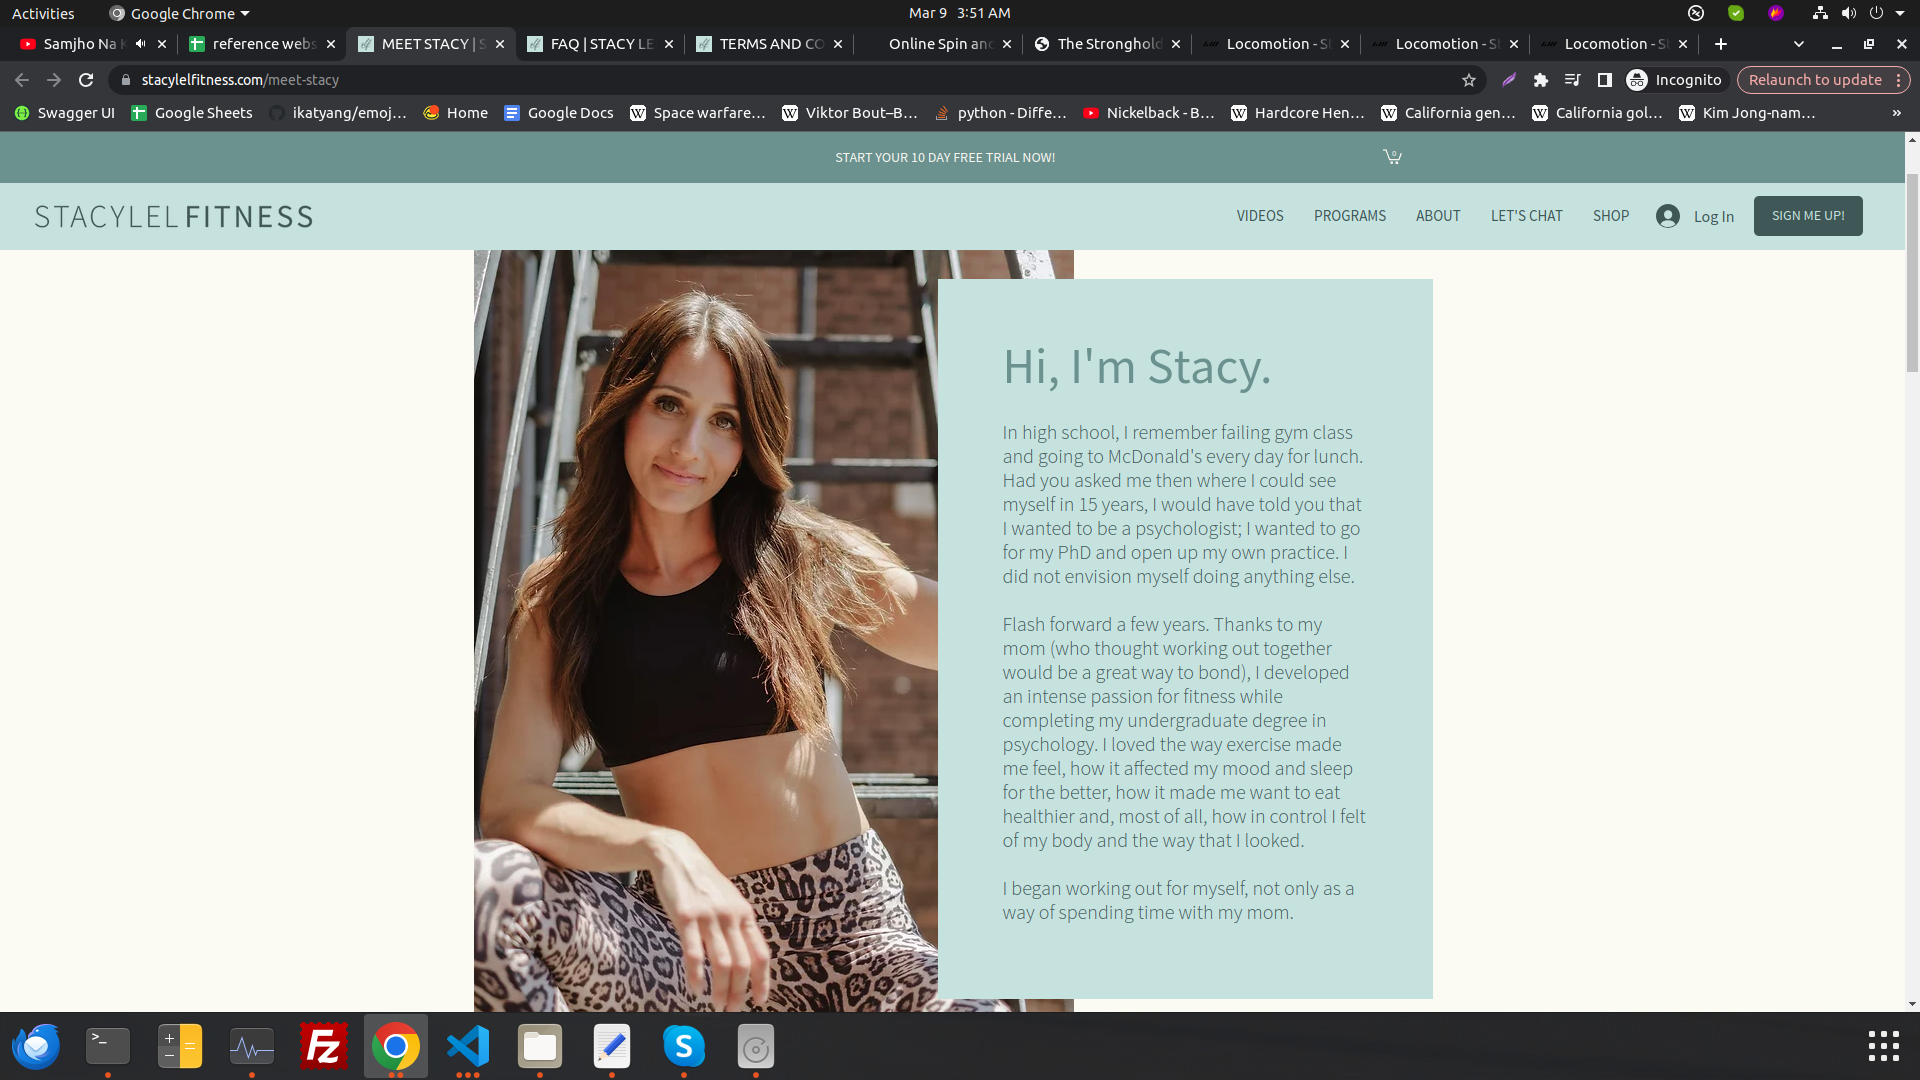 Activities
Google Chrome
Mar 9 3:51 AM
Samjho Na K
reference webs
MEET STACY | S
FAQ | STACY LE
TERMS AND CO
Online Spin and
The Stronghold
Locomotion - St
Locomotion - St
Locomotion - St
stacylelfitness.com/meet-stacy
Incognito
Relaunch to update
Swagger UI
Google Sheets
ikatyang/emoj...
Home
Google Docs
Space warfare...
Viktor Bout–B...
python - Diffe...
Nickelback - B...
Hardcore Hen...
California gen...
California gol...
Kim Jong-nam...
»
START YOUR 10 DAY FREE TRIAL NOW!
0
STACYLELFITNESS
VIDEOS
PROGRAMS
ABOUT
LET'S CHAT
SHOP
Log In
SIGN ME UP!
Hi, I'm Stacy.
In high school, I remember failing gym class
and going to McDonald's every day for lunch.
Had you asked me then where I could see
myself in 15 years, I would have told you that
I wanted to be a psychologist; I wanted to go
for my PhD and open up my own practice. I
did not envision myself doing anything else.
Flash forward a few years. Thanks to my
mom (who thought working out together
would be a great way to bond), I developed
an intense passion for fitness while
completing my undergraduate degree in
psychology. I loved the way exercise made
me feel, how it affected my mood and sleep
for the better, how it made me want to eat
healthier and, most of all, how in control I felt
of my body and the way that I looked.
I began working out for myself, not only as a
way of spending time with my mom.